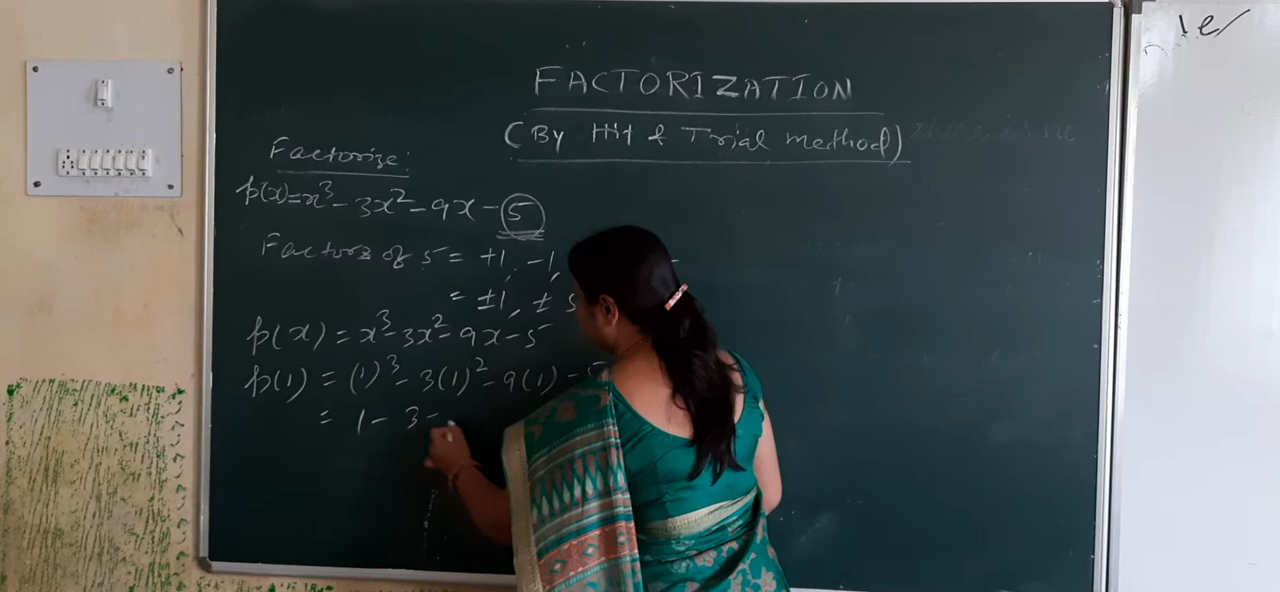 FACTORIZATION
(By Hit & Trial method)
Factorize:
p(x)=x³-3x²-9x-5
Factors of 5 = +1, -1,
= ±1, ± 5
p(x) = x³-3x²-9x-5
p(1) = (1)³-3(1)²-9(1)-5
= 1-3-